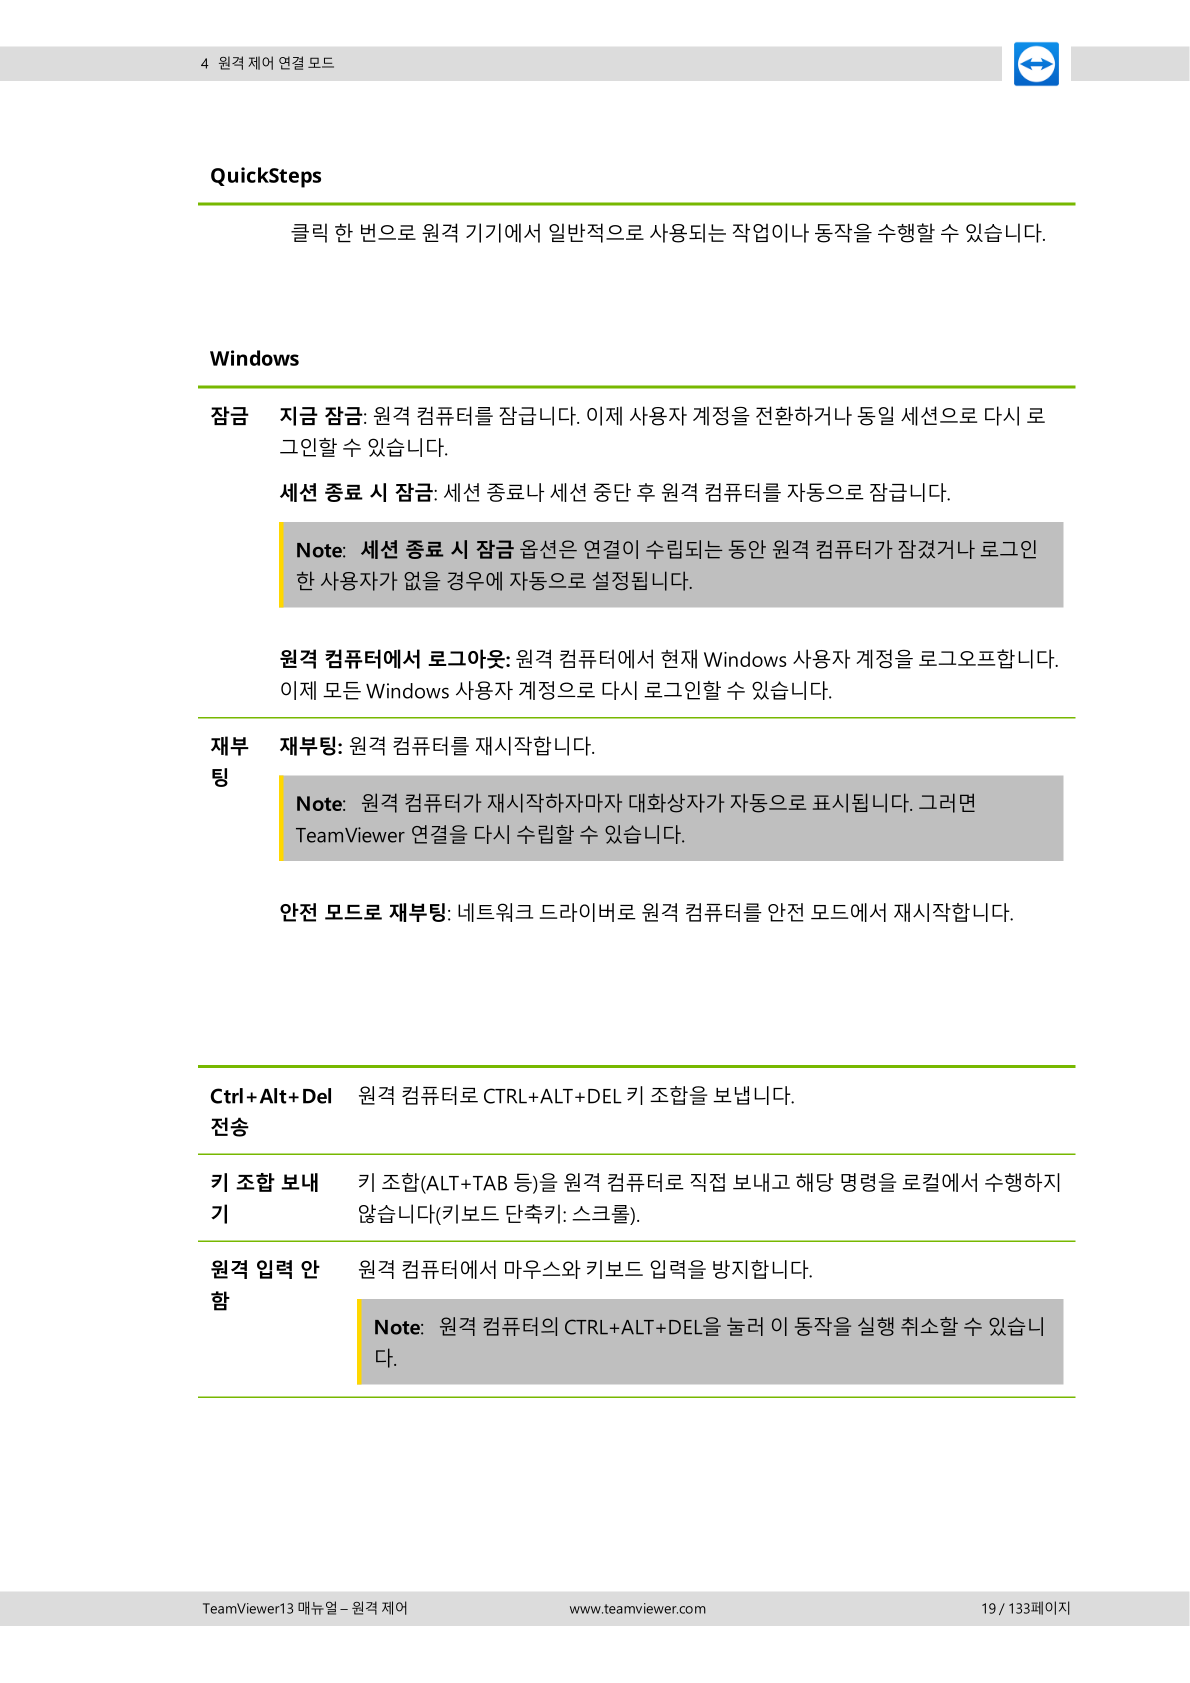 4 원격 제어 연결 모드
QuickSteps
클릭 한 번으로 원격 기기에서 일반적으로 사용되는 작업이나 동작을 수행할 수 있습니다.
Windows
잠금
지금 잠금: 원격 컴퓨터를 잠급니다. 이제 사용자 계정을 전환하거나 동일 세션으로 다시 로
그인할 수 있습니다.
세션 종료 시 잠금: 세션 종료나 세션 중단 후 원격 컴퓨터를 자동으로 잠급니다.
Note: 세션 종료 시 잠금 옵션은 연결이 수립되는 동안 원격 컴퓨터가 잠겼거나 로그인
한 사용자가 없을 경우에 자동으로 설정됩니다.
원격 컴퓨터에서 로그아웃: 원격 컴퓨터에서 현재 Windows 사용자 계정을 로그오프합니다.
이제 모든 Windows 사용자 계정으로 다시 로그인할 수 있습니다.
재부
팅
재부팅: 원격 컴퓨터를 재시작합니다.
Note: 원격 컴퓨터가 재시작하자마자 대화상자가 자동으로 표시됩니다. 그러면
TeamViewer 연결을 다시 수립할 수 있습니다.
안전 모드로 재부팅: 네트워크 드라이버로 원격 컴퓨터를 안전 모드에서 재시작합니다.
Ctrl+Alt+Del
전송
원격 컴퓨터로 CTRL+ALT+DEL 키 조합을 보냅니다.
키 조합 보내
기
키 조합(ALT+TAB 등)을 원격 컴퓨터로 직접 보내고 해당 명령을 로컬에서 수행하지
않습니다(키보드 단축키: 스크롤).
원격 입력 안
함
원격 컴퓨터에서 마우스와 키보드 입력을 방지합니다.
Note: 원격 컴퓨터의 CTRL+ALT+DEL을 눌러 이 동작을 실행 취소할 수 있습니
다.
TeamViewer13 매뉴얼 – 원격 제어
www.teamviewer.com
19 / 133페이지